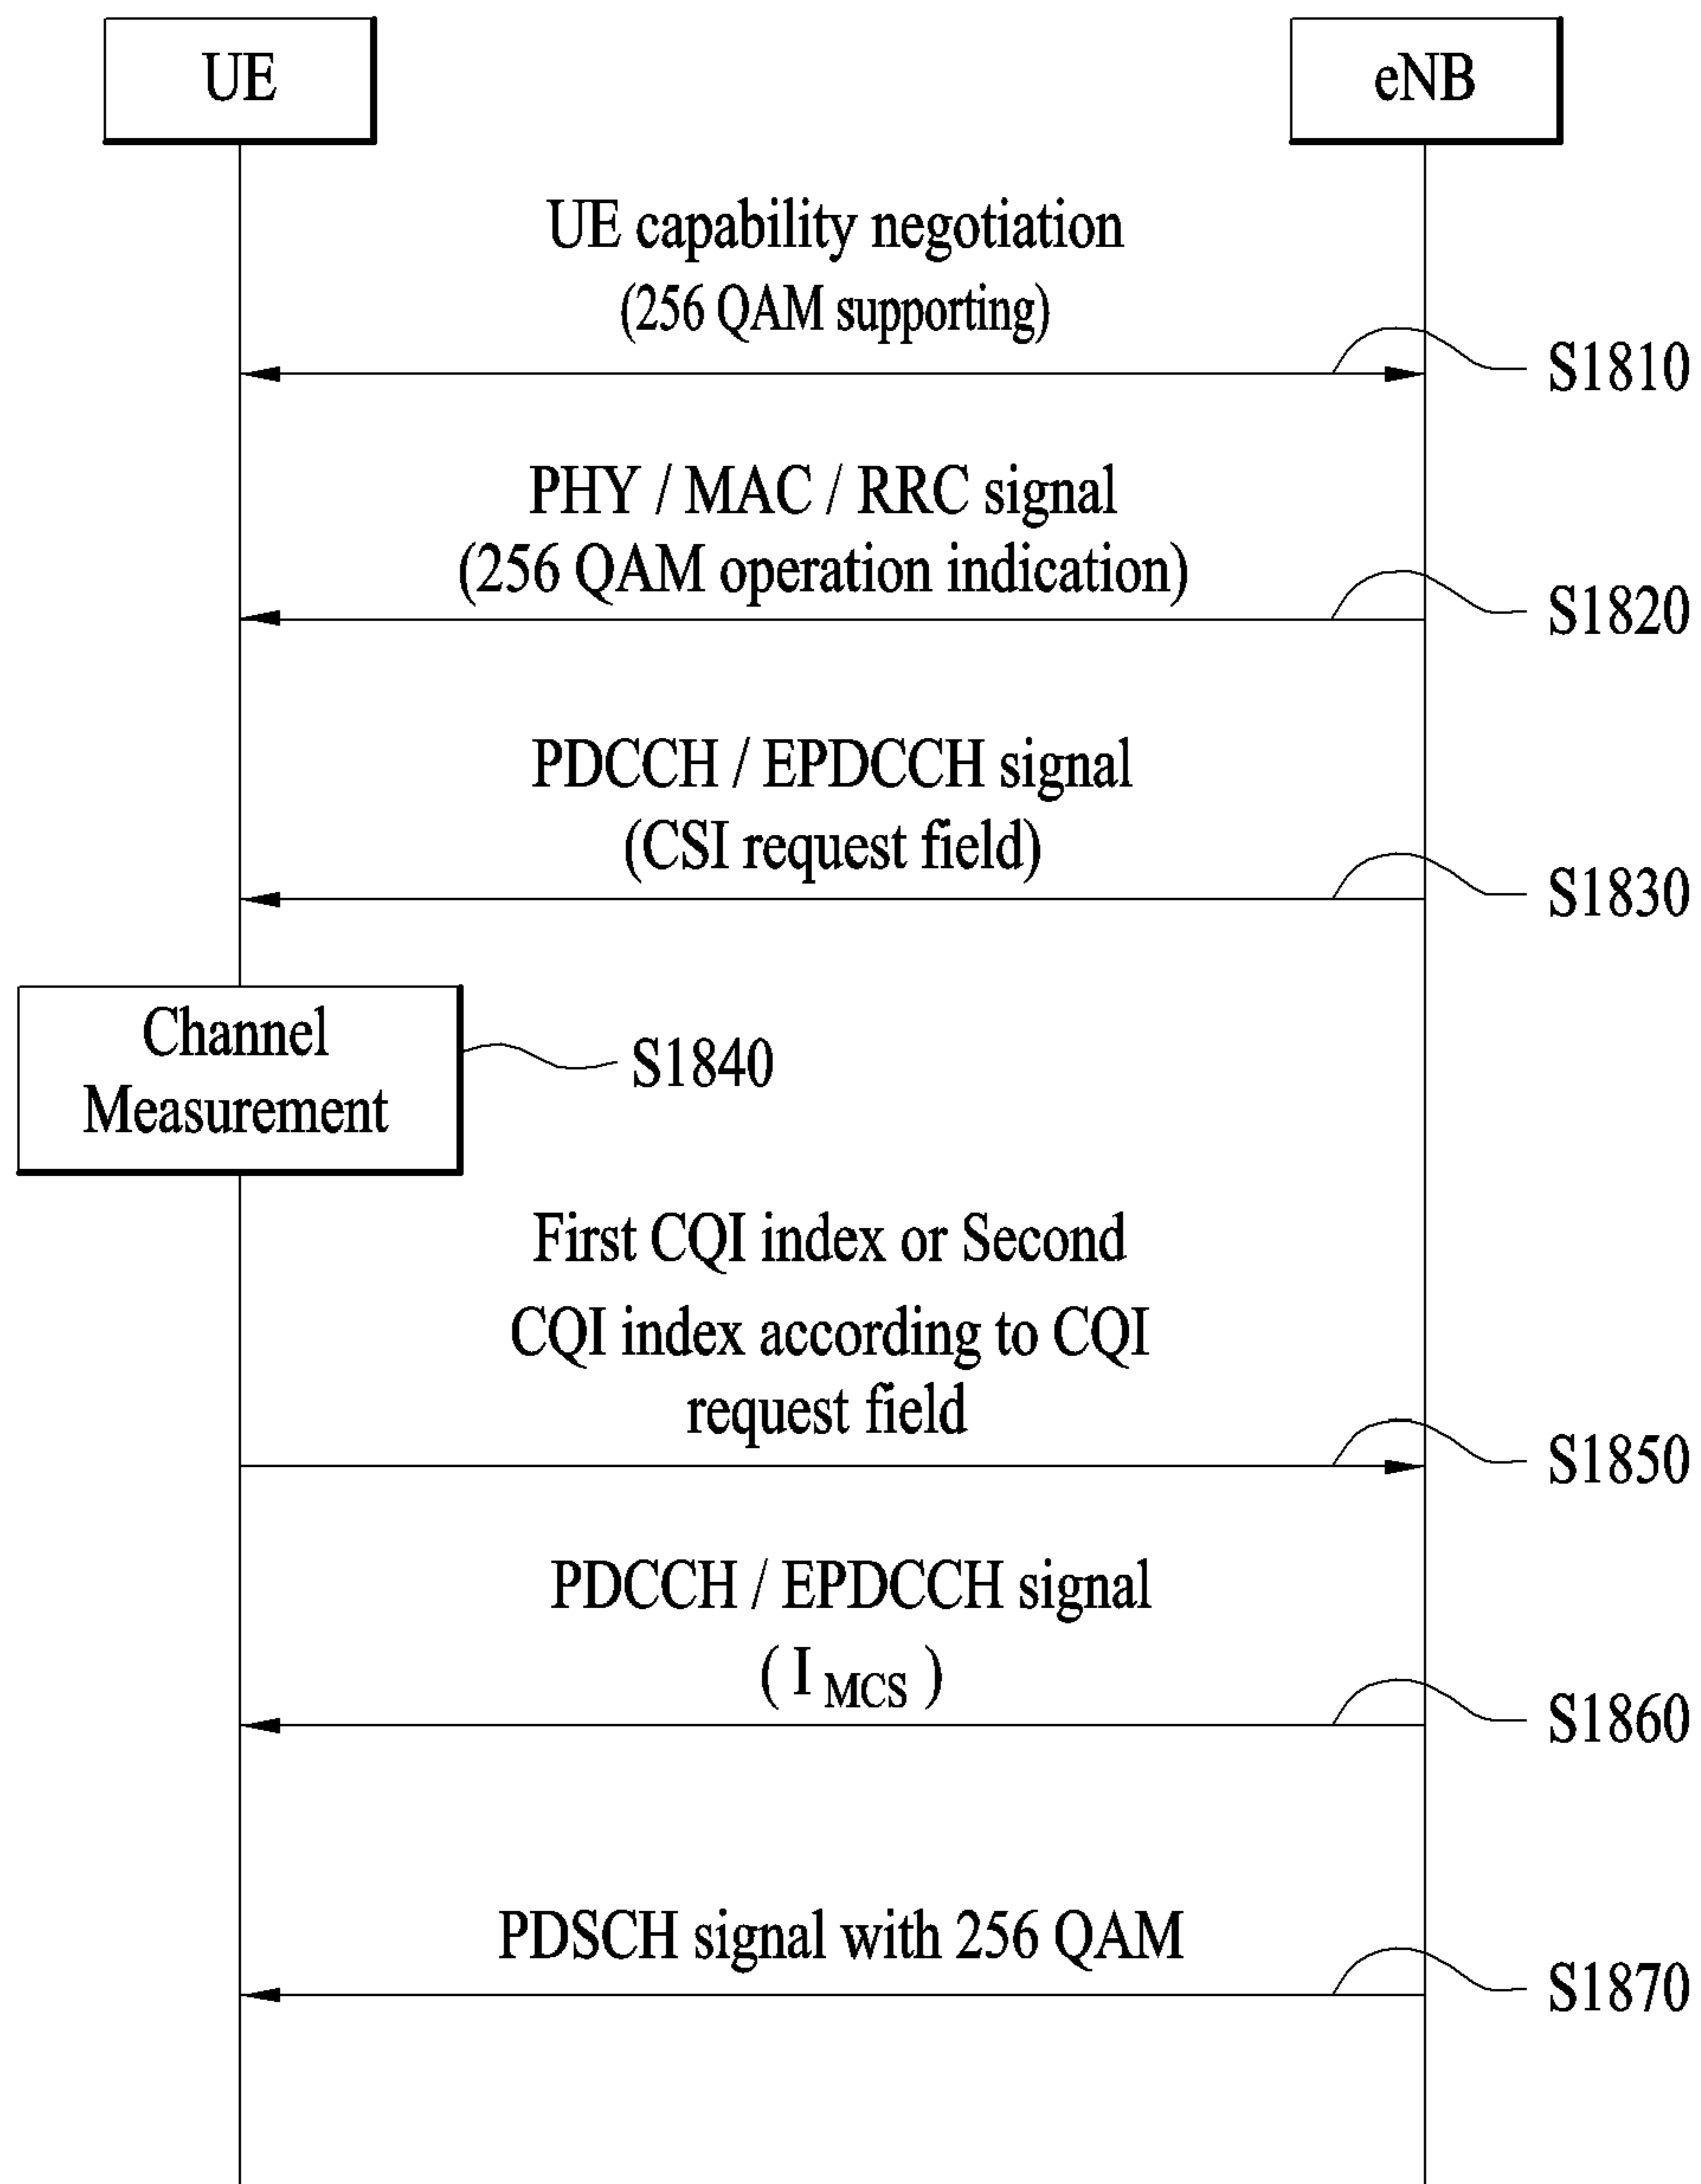 UE
eNB
UE capability negotiation
(256 QAM supporting)
S1810
PHY / MAC / RRC signal
(256 QAM operation indication)
S1820
PDCCH / EPDCCH signal
(CSI request field)
S1830
Channel
Measurement
S1840
First CQI index or Second
CQI index according to CQI
request field
S1850
PDCCH / EPDCCH signal
( I MCS )
S1860
PDSCH signal with 256 QAM
S1870